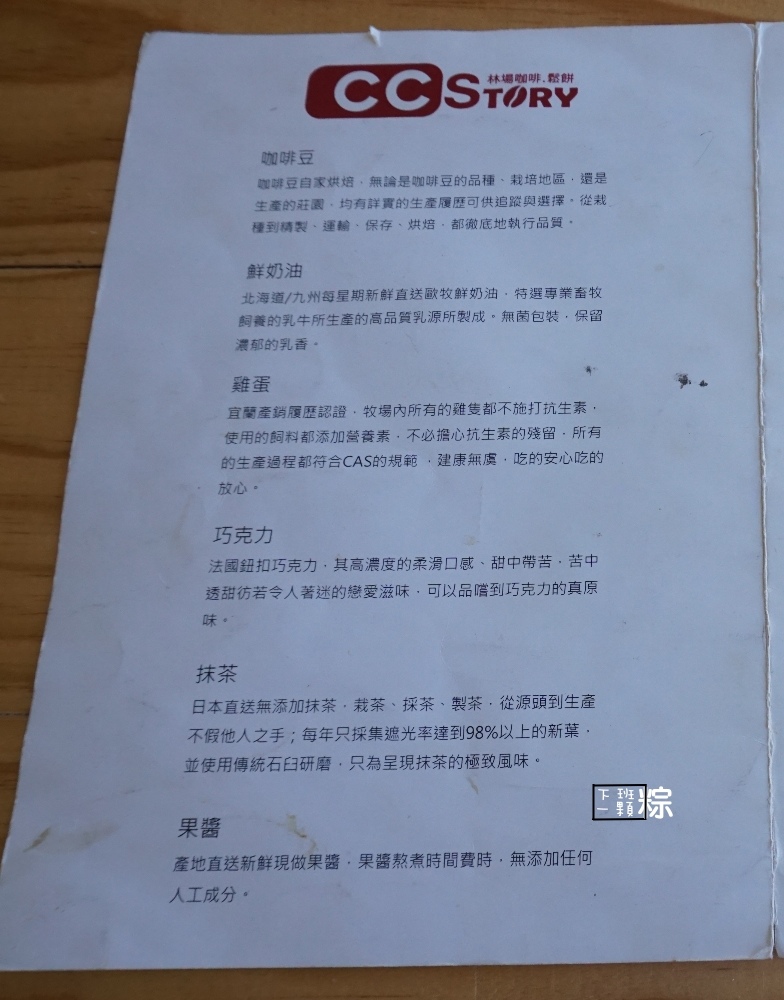 CCSTORY 林場咖啡.鬆餅
咖啡豆
咖啡豆自家烘焙，無論是咖啡豆的品種、栽培地區，還是
生產的莊園，均有詳實的生產履歷可供追蹤與選擇。從栽
種到精製、運輸、保存、烘焙，都徹底地執行品質。
鮮奶油
北海道/九州每星期新鮮直送歐牧鮮奶油，特選專業畜牧
飼養的乳牛所生產的高品質乳源所製成。無菌包裝，保留
濃郁的乳香。
雞蛋
宜蘭產銷履歷認證，牧場內所有的雞隻都不施打抗生素，
使用的飼料都添加營養素，不必擔心抗生素的殘留，所有
的生產過程都符合CAS的規範，建康無虞，吃的安心吃的
放心。
巧克力
法國鈕扣巧克力，其高濃度的柔滑口感、甜中帶苦，苦中
透甜彷若令人著迷的戀愛滋味，可以品嚐到巧克力的真原
味。
抹茶
日本直送無添加抹茶，栽茶、採茶、製茶，從源頭到生產
不假他人之手；每年只採集遮光率達到98%以上的新葉，
並使用傳統石臼研磨，只為呈現抹茶的極致風味。
果醬
產地直送新鮮現做果醬，果醬熬煮時間費時，無添加任何
人工成分。
下班一顆粽